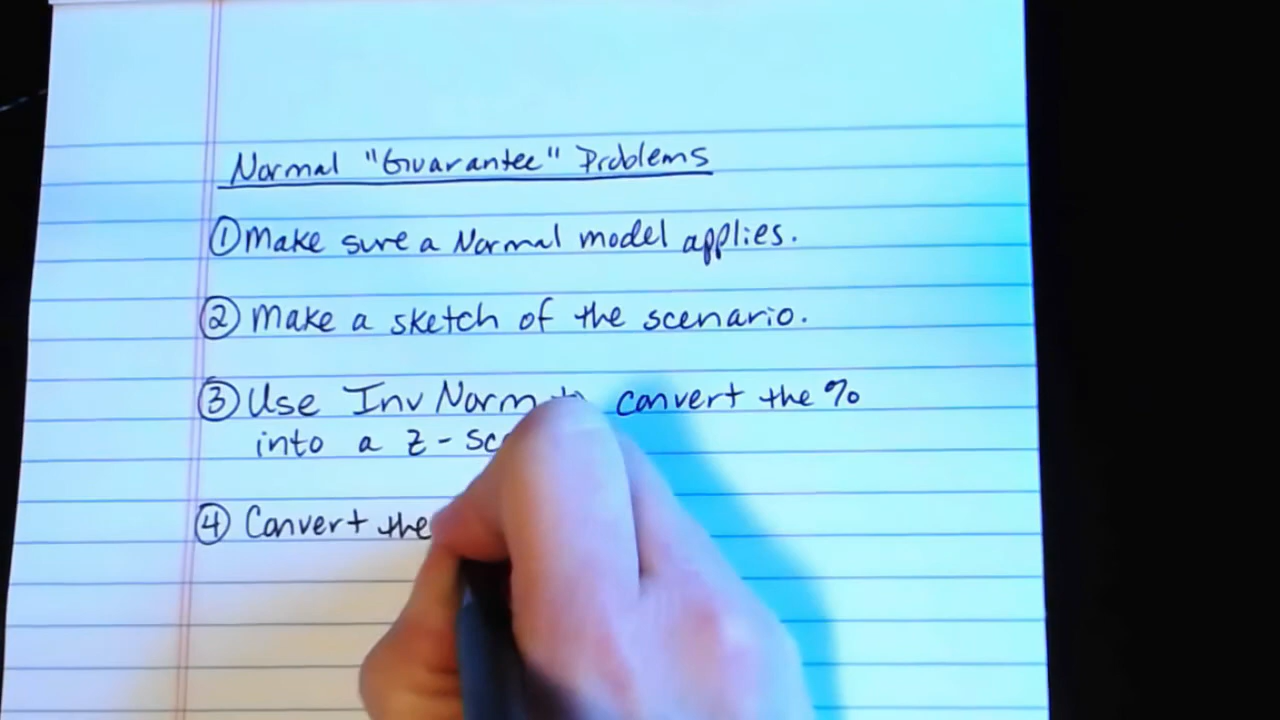 Normal "Guarantee" Problems
① Make sure a Normal model applies.
② Make a sketch of the scenario.
③ Use InvNorm convert the %
into a z-
④ Convert the